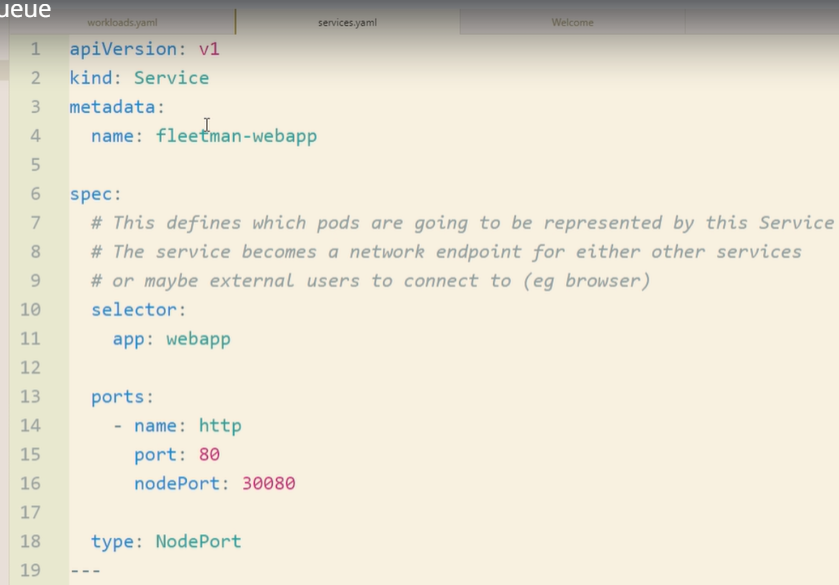 ueue
workloads.yaml services.yaml Welcome
1 apiVersion: v1
2 kind: Service
3 metadata:
4   name: fleetman-webapp
5
6 spec:
7   # This defines which pods are going to be represented by this Service
8   # The service becomes a network endpoint for either other services
9   # or maybe external users to connect to (eg browser)
10   selector:
11     app: webapp
12
13   ports:
14     - name: http
15       port: 80
16       nodePort: 30080
17
18   type: NodePort
19 ---